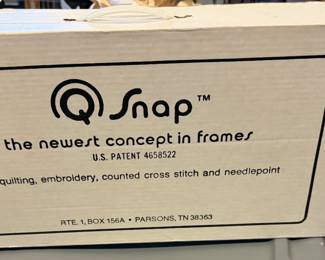 Q Snap™
the newest concept in frames
U.S. PATENT 4658522
quilting, embroidery, counted cross stitch and needlepoint
RTE. 1, BOX 156A • PARSONS, TN 38363